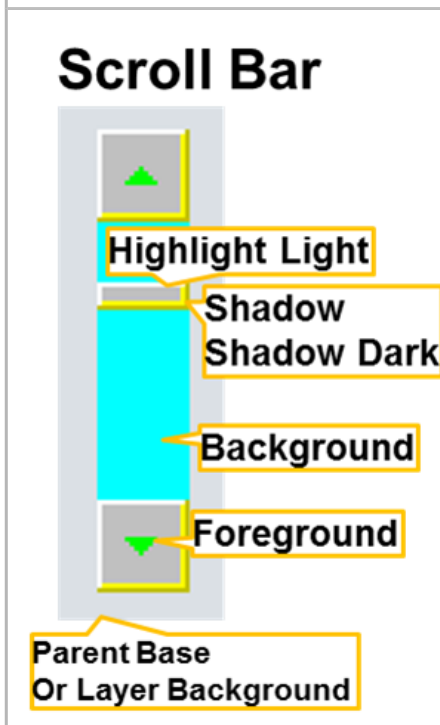 Scroll Bar
Highlight Light
Shadow
Shadow Dark
Background
Foreground
Parent Base
Or Layer Background